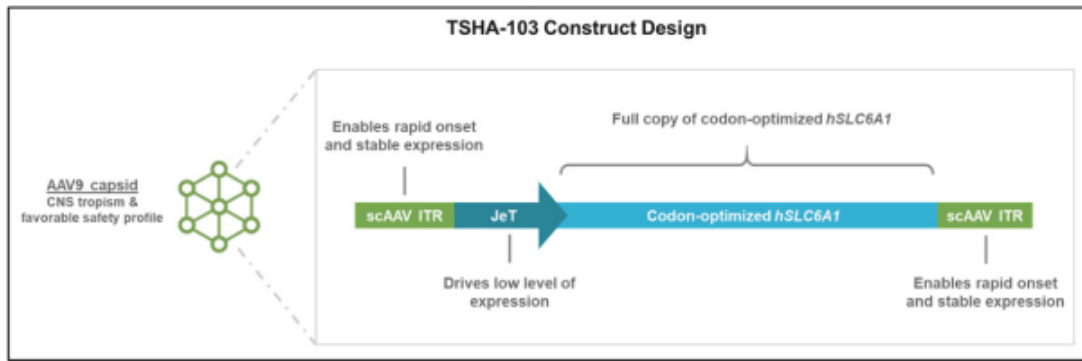 TSHA-103 Construct Design
Enables rapid onset
and stable expression
Full copy of codon-optimized hSLC6A1
AAV9 capsid
CNS tropism &
favorable safety profile
scAAV ITR
JeT
Codon-optimized hSLC6A1
scAAV ITR
Drives low level of
expression
Enables rapid onset
and stable expression